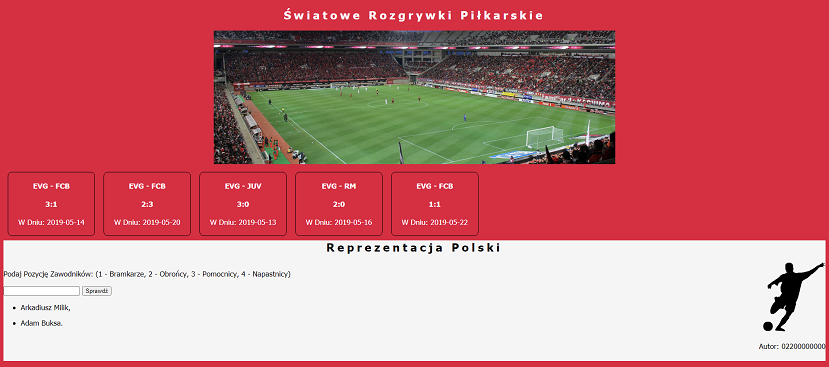 Światowe Rozgrywki Piłkarskie
EVG - FCB
3:1
W Dniu: 2019-05-14
EVG - FCB
2:3
W Dniu: 2019-05-20
EVG - JUV
3:0
W Dniu: 2019-05-13
EVG - RM
2:0
W Dniu: 2019-05-16
EVG - FCB
1:1
W Dniu: 2019-05-22
Reprezentacja Polski
Podaj Pozycję Zawodników: (1 - Bramkarze, 2 - Obrońcy, 3 - Pomocnicy, 4 - Napastnicy)
Sprawdź
Arkadiusz Milik,
Adam Buksa.
Autor: 02200000000